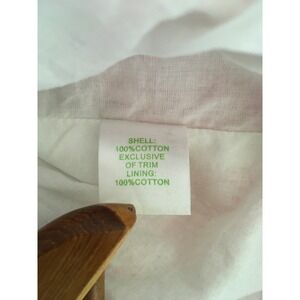 SHELL:
100%COTTON
EXCLUSIVE
OF TRIM
LINING:
100%COTTON